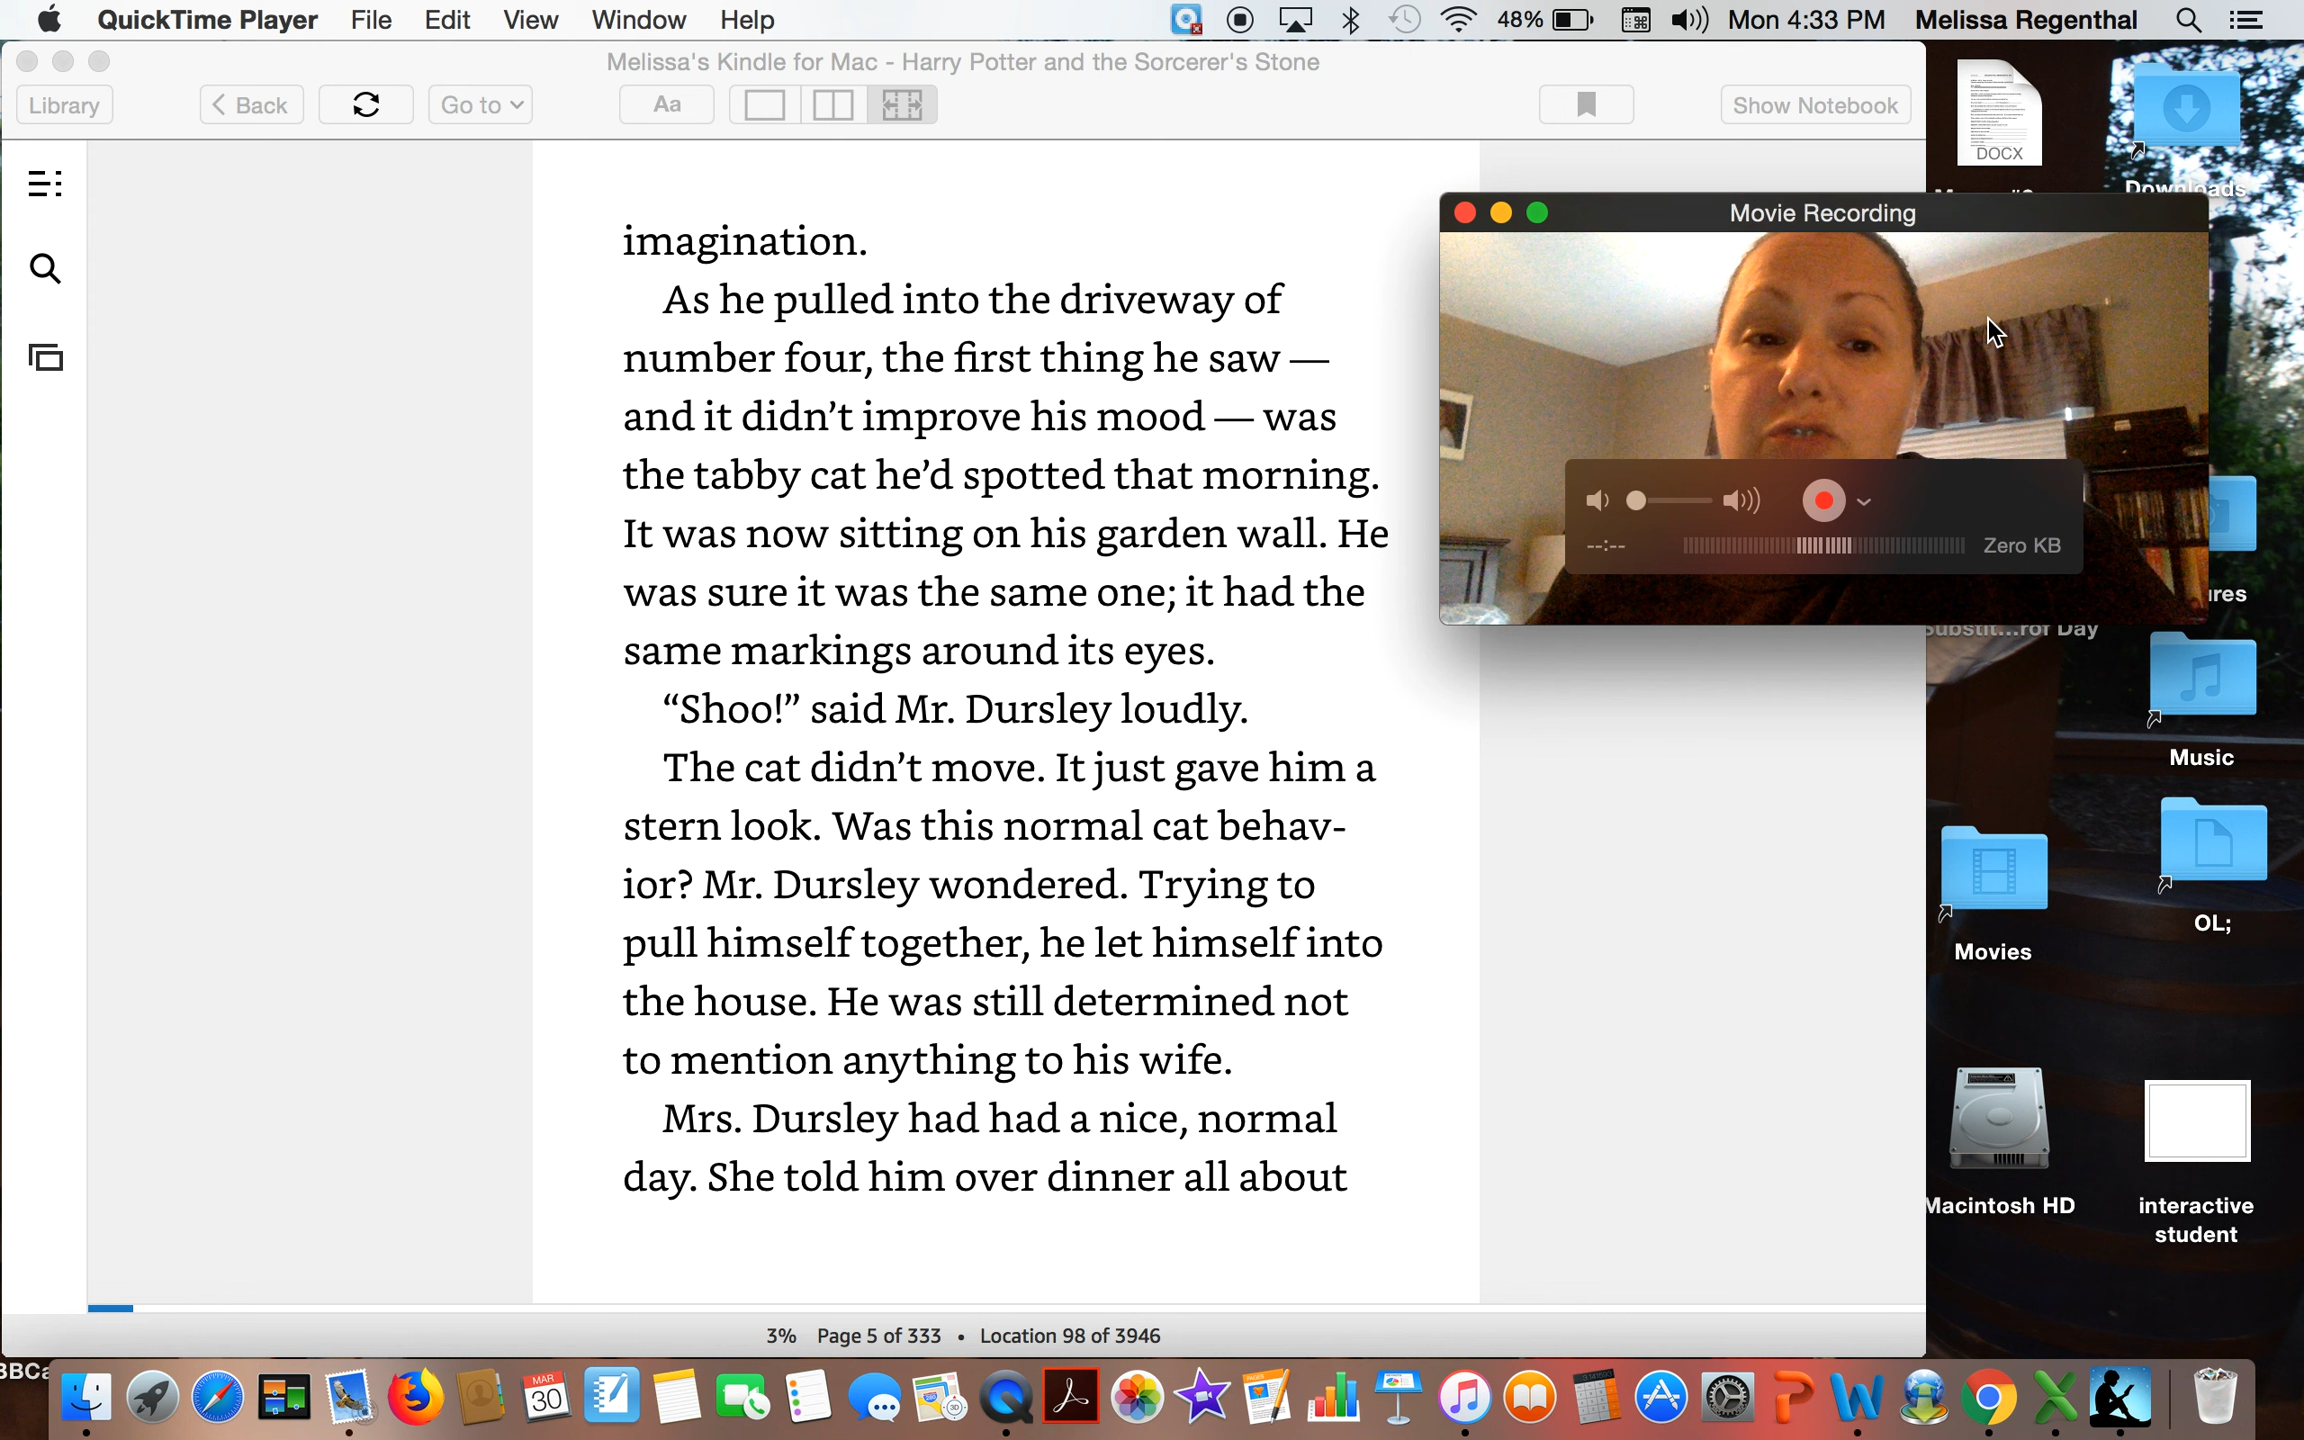 QuickTime Player File Edit View Window Help 48% Mon 4:33 PM Melissa Regenthal
Melissa's Kindle for Mac - Harry Potter and the Sorcerer's Stone
Library Back Go to Aa Show Notebook
DOCX
Downloads
Movie Recording
imagination.
As he pulled into the driveway of
number four, the first thing he saw —
and it didn’t improve his mood — was
the tabby cat he’d spotted that morning.
It was now sitting on his garden wall. He
was sure it was the same one; it had the
same markings around its eyes.
“Shoo!” said Mr. Dursley loudly.
The cat didn’t move. It just gave him a
stern look. Was this normal cat behav-
ior? Mr. Dursley wondered. Trying to
pull himself together, he let himself into
the house. He was still determined not
to mention anything to his wife.
Mrs. Dursley had had a nice, normal
day. She told him over dinner all about
--:-- Zero KB
ures
Substit...rof Day
Music
Movies
OL;
Macintosh HD
interactive
student
3% Page 5 of 333 • Location 98 of 3946
BBCa
MAR
30
PAGES